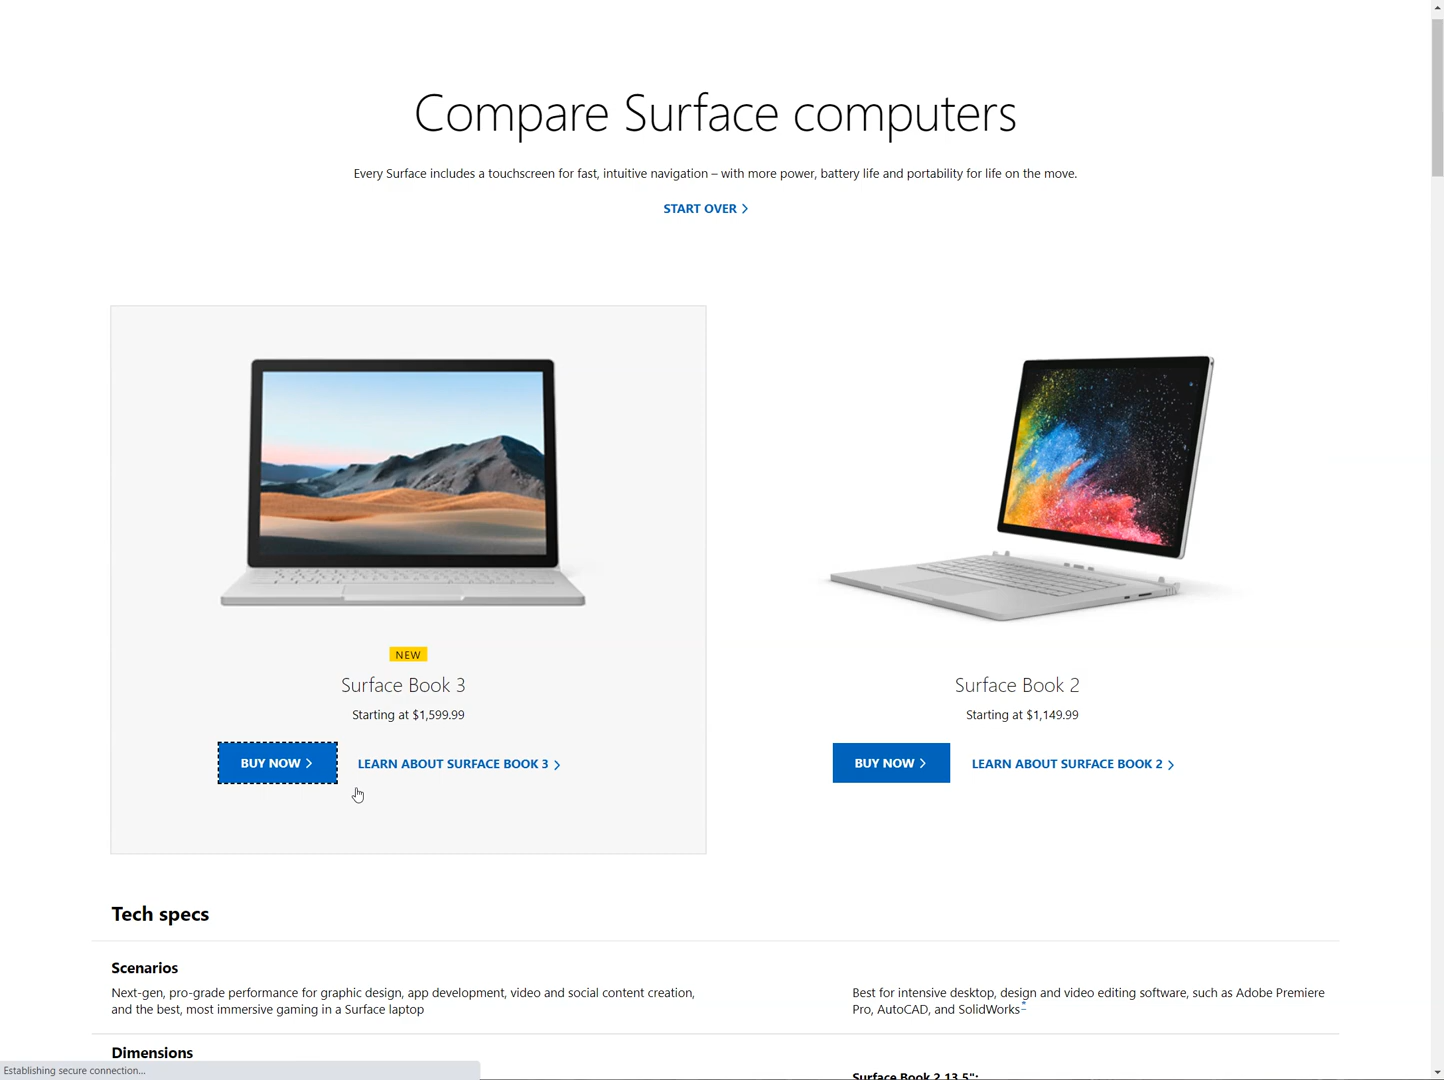 Compare Surface computers
Every Surface includes a touchscreen for fast, intuitive navigation – with more power, battery life and portability for life on the move.
START OVER >
NEW
Surface Book 3
Starting at $1,599.99
BUY NOW >
LEARN ABOUT SURFACE BOOK 3 >
Surface Book 2
Starting at $1,149.99
BUY NOW >
LEARN ABOUT SURFACE BOOK 2 >
Tech specs
Scenarios
Next-gen, pro-grade performance for graphic design, app development, video and social content creation,
and the best, most immersive gaming in a Surface laptop
Best for intensive desktop, design and video editing software, such as Adobe Premiere
Pro, AutoCAD, and SolidWorks*
Dimensions
Surface Book 2 13.5":
Establishing secure connection...